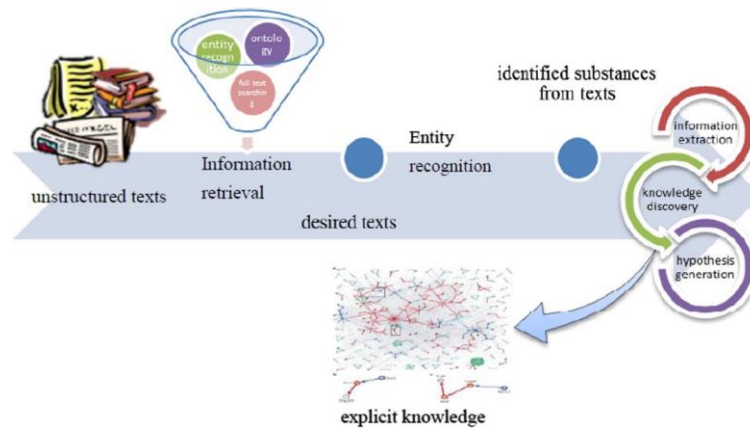 entity
recogn
ition
ontolo
gy
full text
searchin
g
identified substances
from texts
information
extraction
Information
retrieval
Entity
recognition
unstructured texts
desired texts
knowledge
discovery
hypothesis
generation
explicit knowledge